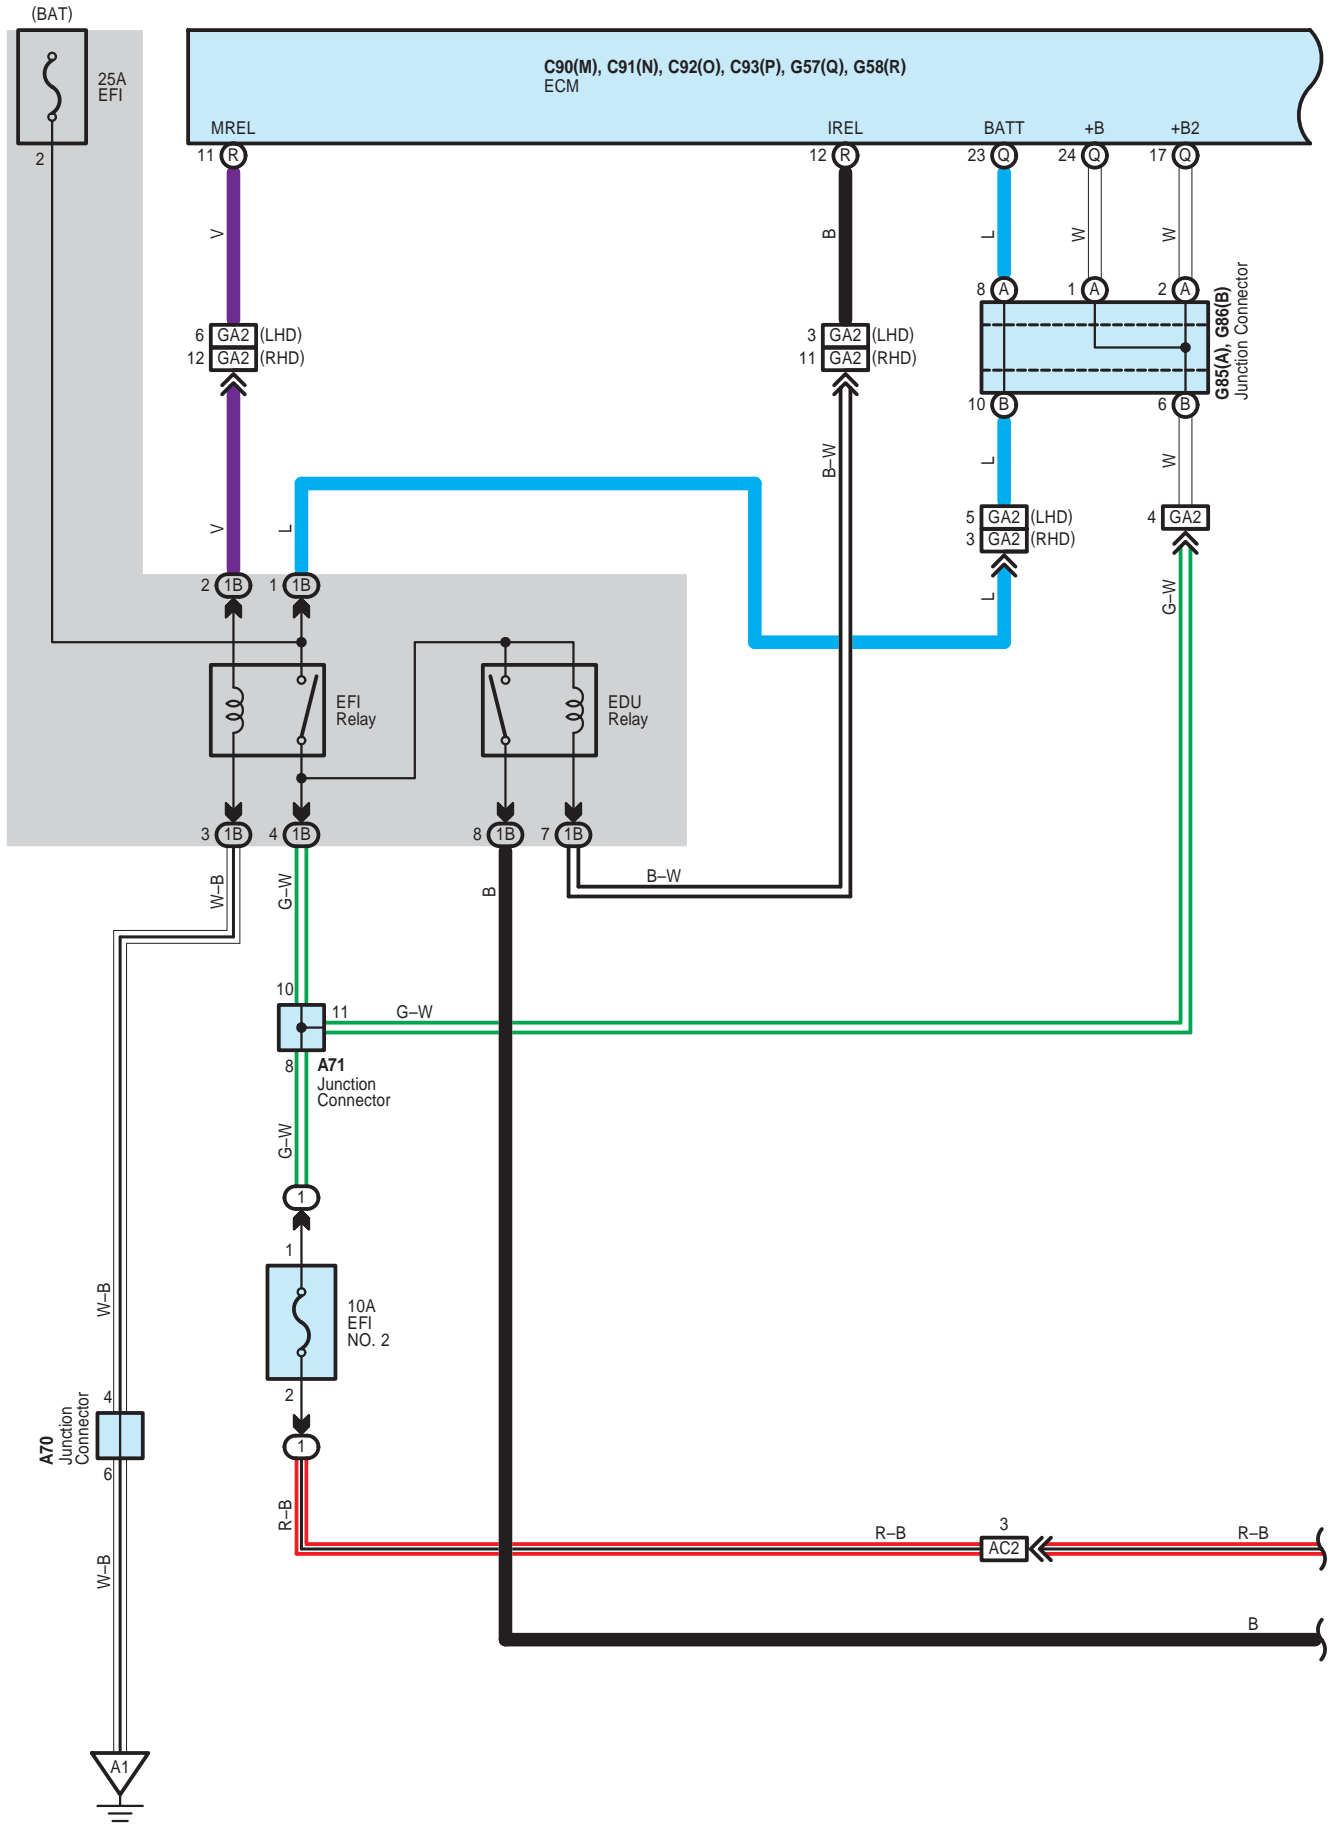 (BAT)
25A
EFI
2
C90(M), C91(N), C92(O), C93(P), G57(Q), G58(R)
ECM
MREL
IREL
BATT
+B
+B2
11 R
12 R
23 Q
24 Q
17 Q
V
B
L
W
W
8 A
1 A
2 A
G85(A), G86(B)
Junction Connector
6 GA2 (LHD)
12 GA2 (RHD)
3 GA2 (LHD)
11 GA2 (RHD)
10 B
6 B
V
L
B–W
L
W
5 GA2 (LHD)
3 GA2 (RHD)
4 GA2
L
G–W
2 1B
1 1B
EFI
Relay
EDU
Relay
3 1B
4 1B
8 1B
7 1B
W–B
G–W
B
B–W
10
11
G–W
8
A71
Junction
Connector
G–W
1
1
10A
EFI
NO. 2
2
1
W–B
4
A70
Junction
Connector
6
W–B
R–B
R–B
3
AC2
R–B
B
A1